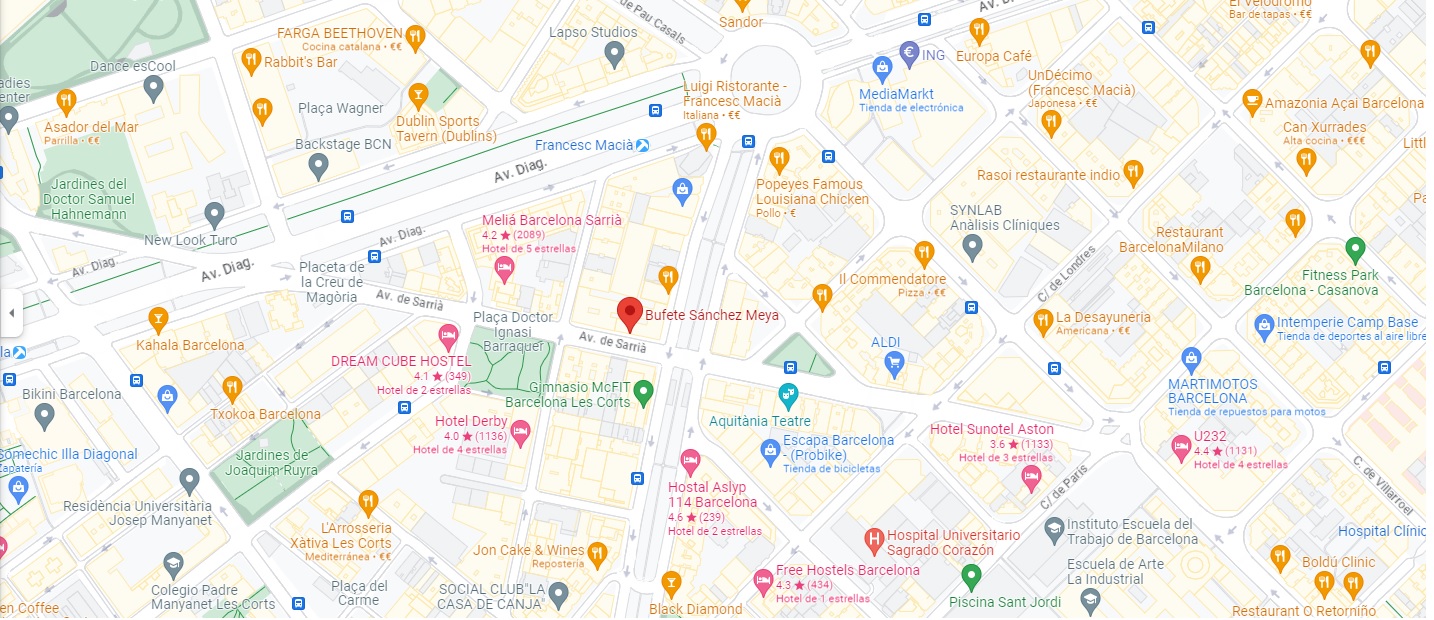 de Pau Casals
Av. D
El Velódromo
Bar de tapas • €€
Sandor
FARGA BEETHOVEN
Cocina catalana • €€
Lapso Studios
ING
Europa Café
Rabbit's Bar
Dance esCool
adies
enter
Luigi Ristorante -
Francesc Macià
Italiana • €€
MediaMarkt
Tienda de electrónica
UnDécimo
(Francesc Macià)
Japonesa • €€
Amazonia Açai Barcelona
Plaça Wagner
Dublin Sports
Tavern (Dublins)
Asador del Mar
Parrilla • €€
Can Xurrades
Alta cocina • €€€
Littl
Backstage BCN
Francesc Macià
Av. Diag.
Rasoi restaurante indio
Jardines del
Doctor Samuel
Hahnemann
Popeyes Famous
Louisiana Chicken
Pollo • €
Pa
SYNLAB
Anàlisis Clíniques
Meliá Barcelona Sarrià
4.2 ★ (2089)
Hotel de 5 estrellas
New Look Turo
Av. Diag.
Restaurant
BarcelonaMilano
Av. Diag.
Av. Diag.
Placeta de
la Creu de
Magòria
C/ de Londres
Il Commendatore
Pizza • €€
Fitness Park
Barcelona - Casanova
Av. de Sarrià
Bufete Sánchez Meya
Plaça Doctor
Ignasi
Barraquer
La Desayuneria
Americana • €€
Intemperie Camp Base
Tienda de deportes al aire libre
Kahala Barcelona
Av. de Sarrià
ALDI
la
DREAM CUBE HOSTEL
4.1 ★ (349)
Hotel de 2 estrellas
MARTIMOTOS
BARCELONA
Tienda de repuestos para motos
Bikini Barcelona
Gimnasio McFIT
Barcelona Les Corts
Txokoa Barcelona
Aquitània Teatre
Hotel Derby
4.0 ★ (1136)
Hotel de 4 estrellas
Hotel Sunotel Aston
3.6 ★ (1133)
Hotel de 3 estrellas
U232
4.4 ★ (1131)
Hotel de 4 estrellas
Escapa Barcelona
- (Probike)
Tienda de bicicletas
Somechic Illa Diagonal
Zapatería
Jardines de
Joaquim Ruyra
C. de Villarroel
C/ de París
Hostal Aslyp
114 Barcelona
4.6 ★ (239)
Hotel de 2 estrellas
Residència Universitària
Josep Manyanet
L'Arrosseria
Xàtiva Les Corts
Mediterránea • €€
Hospital Universitario
Sagrado Corazón
Instituto Escuela del
Trabajo de Barcelona
Hospital Clínic
Jon Cake & Wines
Repostería
Free Hostels Barcelona
4.3 ★ (434)
Hotel de 1 estrellas
Escuela de Arte
La Industrial
Boldú Clinic
Colegio Padre
Manyanet Les Corts
Plaça del
Carme
SOCIAL CLUB"LA
CASA DE CANJA"
Piscina Sant Jordi
en Coffee
Black Diamond
Restaurant O Retorniño